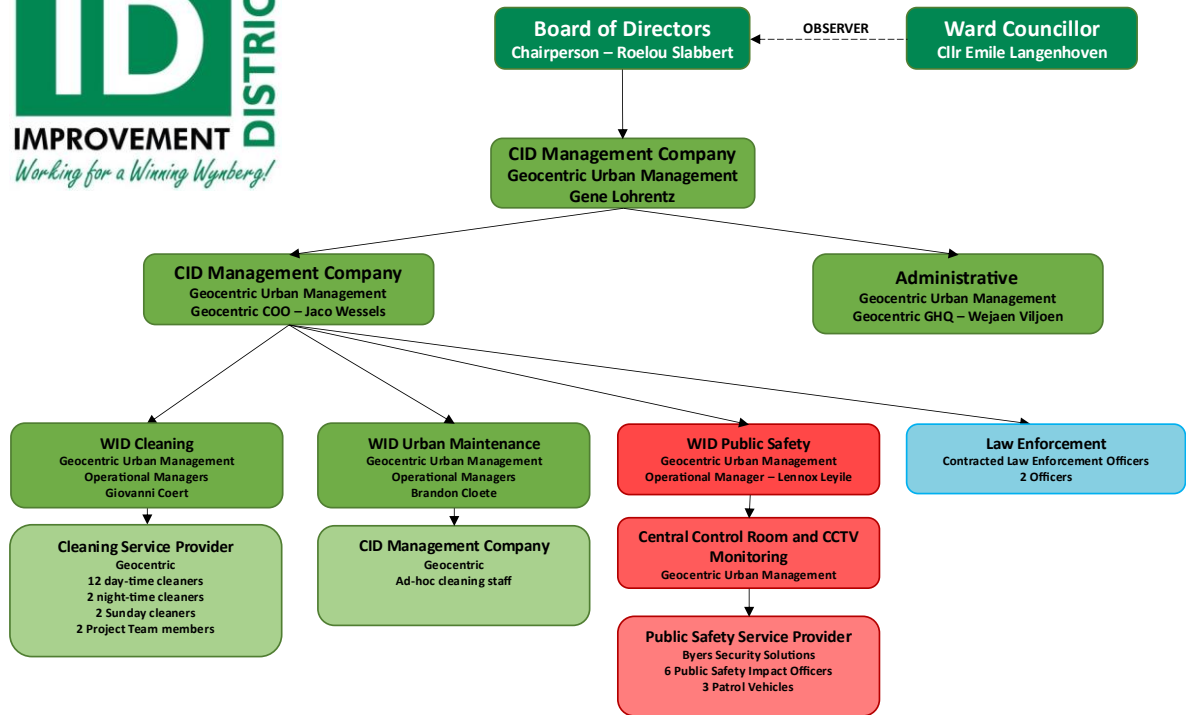 ID
DISTRIC
IMPROVEMENT
Working for a Winning Wynberg!
Board of Directors
Chairperson – Roelou Slabbert
OBSERVER
Ward Councillor
Cllr Emile Langenhoven
CID Management Company
Geocentric Urban Management
Gene Lohrentz
CID Management Company
Geocentric Urban Management
Geocentric COO – Jaco Wessels
Administrative
Geocentric Urban Management
Geocentric GHQ – Wejaen Viljoen
WID Cleaning
Geocentric Urban Management
Operational Managers
Giovanni Coert
WID Urban Maintenance
Geocentric Urban Management
Operational Managers
Brandon Cloete
WID Public Safety
Geocentric Urban Management
Operational Manager – Lennox Leyile
Law Enforcement
Contracted Law Enforcement Officers
2 Officers
Cleaning Service Provider
Geocentric
12 day-time cleaners
2 night-time cleaners
2 Sunday cleaners
2 Project Team members
CID Management Company
Geocentric
Ad-hoc cleaning staff
Central Control Room and CCTV
Monitoring
Geocentric Urban Management
Public Safety Service Provider
Byers Security Solutions
6 Public Safety Impact Officers
3 Patrol Vehicles